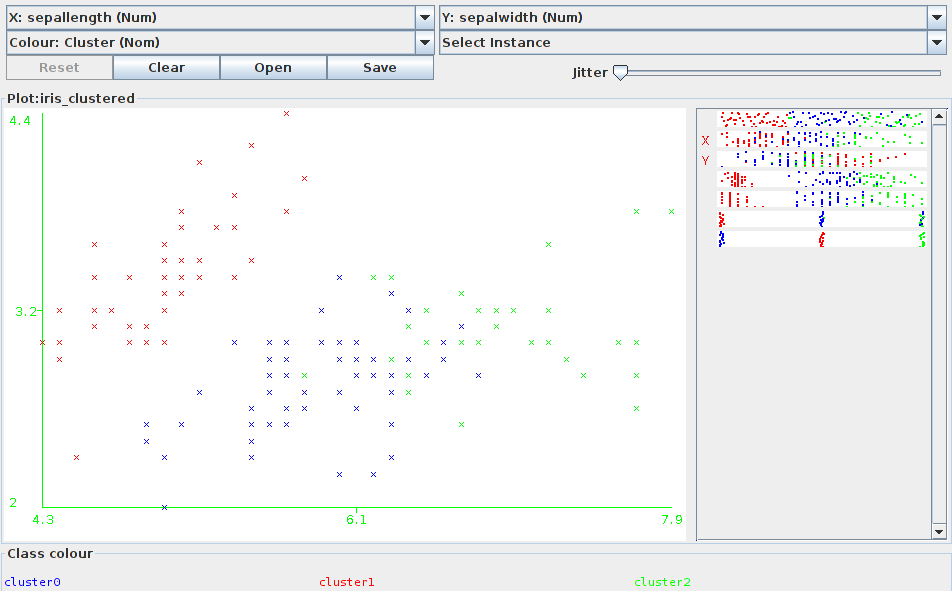 X: sepallength (Num) Y: sepalwidth (Num)
Colour: Cluster (Nom) Select Instance
Reset Clear Open Save Jitter
Plot:iris_clustered
4.4
X
Y
3.2
2
4.3 6.1 7.9
Class colour
cluster0 cluster1 cluster2